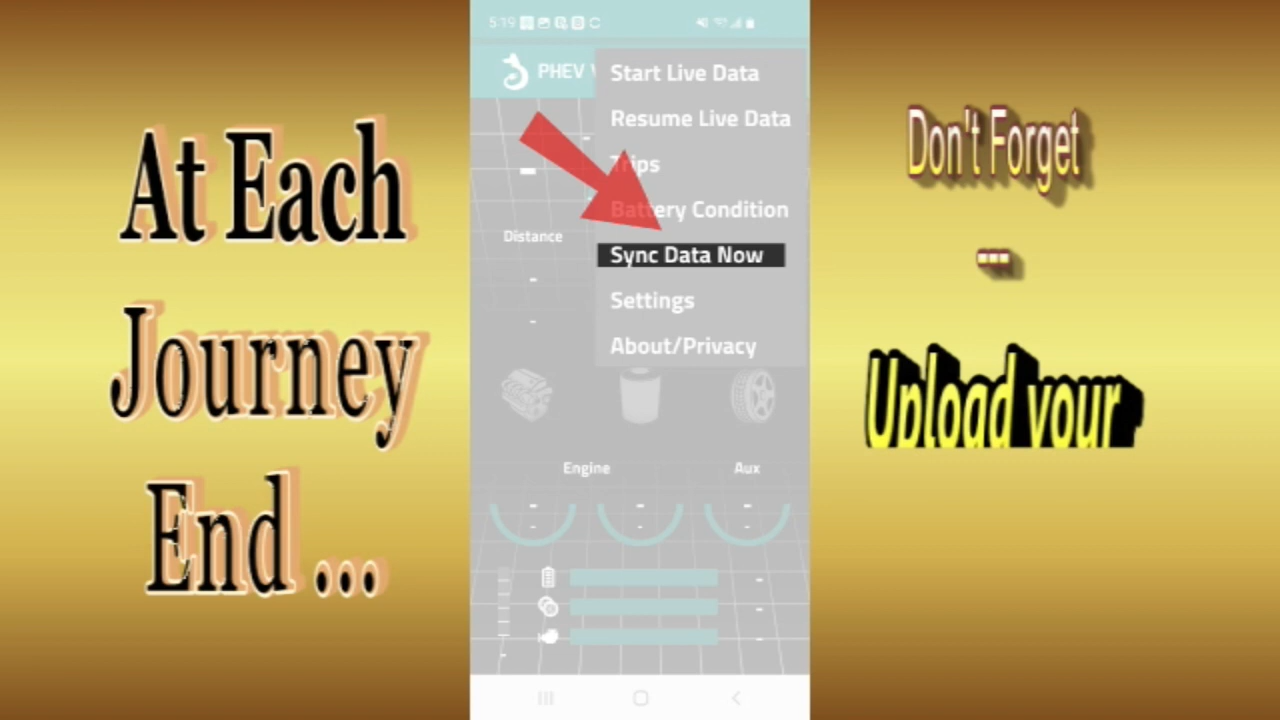 At Each
Journey
End ...
5:19
PHEV
Start Live Data
Resume Live Data
Trips
Battery Condition
Sync Data Now
Settings
About/Privacy
Distance
-
-
Engine
Aux
-
-
-
-
-
-
-
-
-
-
Don't Forget
...
Upload your